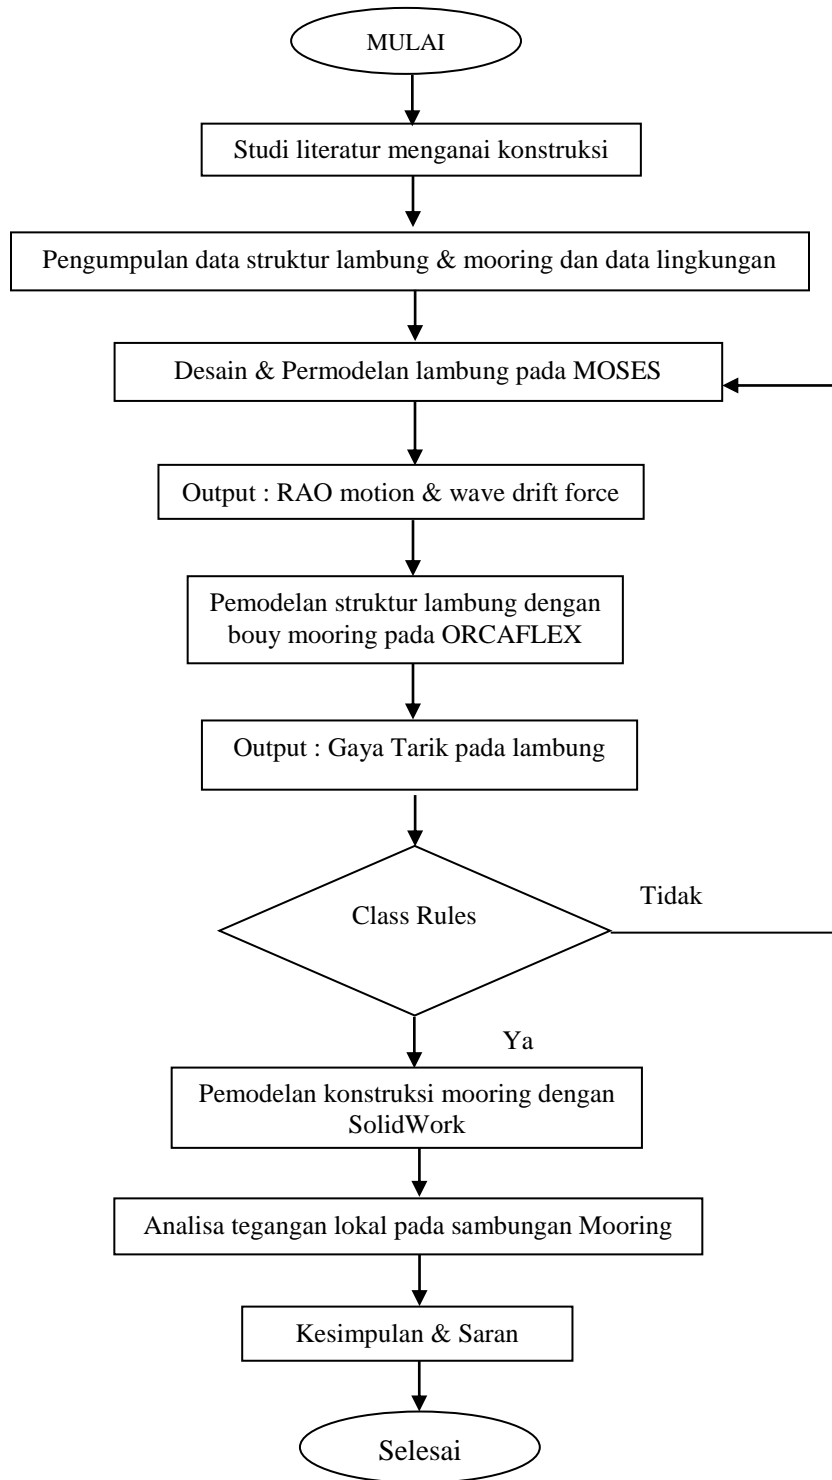 MULAI
Studi literatur menganai konstruksi
Pengumpulan data struktur lambung & mooring dan data lingkungan
Desain & Permodelan lambung pada MOSES
Output : RAO motion & wave drift force
Pemodelan struktur lambung dengan
bouy mooring pada ORCAFLEX
Output : Gaya Tarik pada lambung
Class Rules
Tidak
Ya
Pemodelan konstruksi mooring dengan
SolidWork
Analisa tegangan lokal pada sambungan Mooring
Kesimpulan & Saran
Selesai